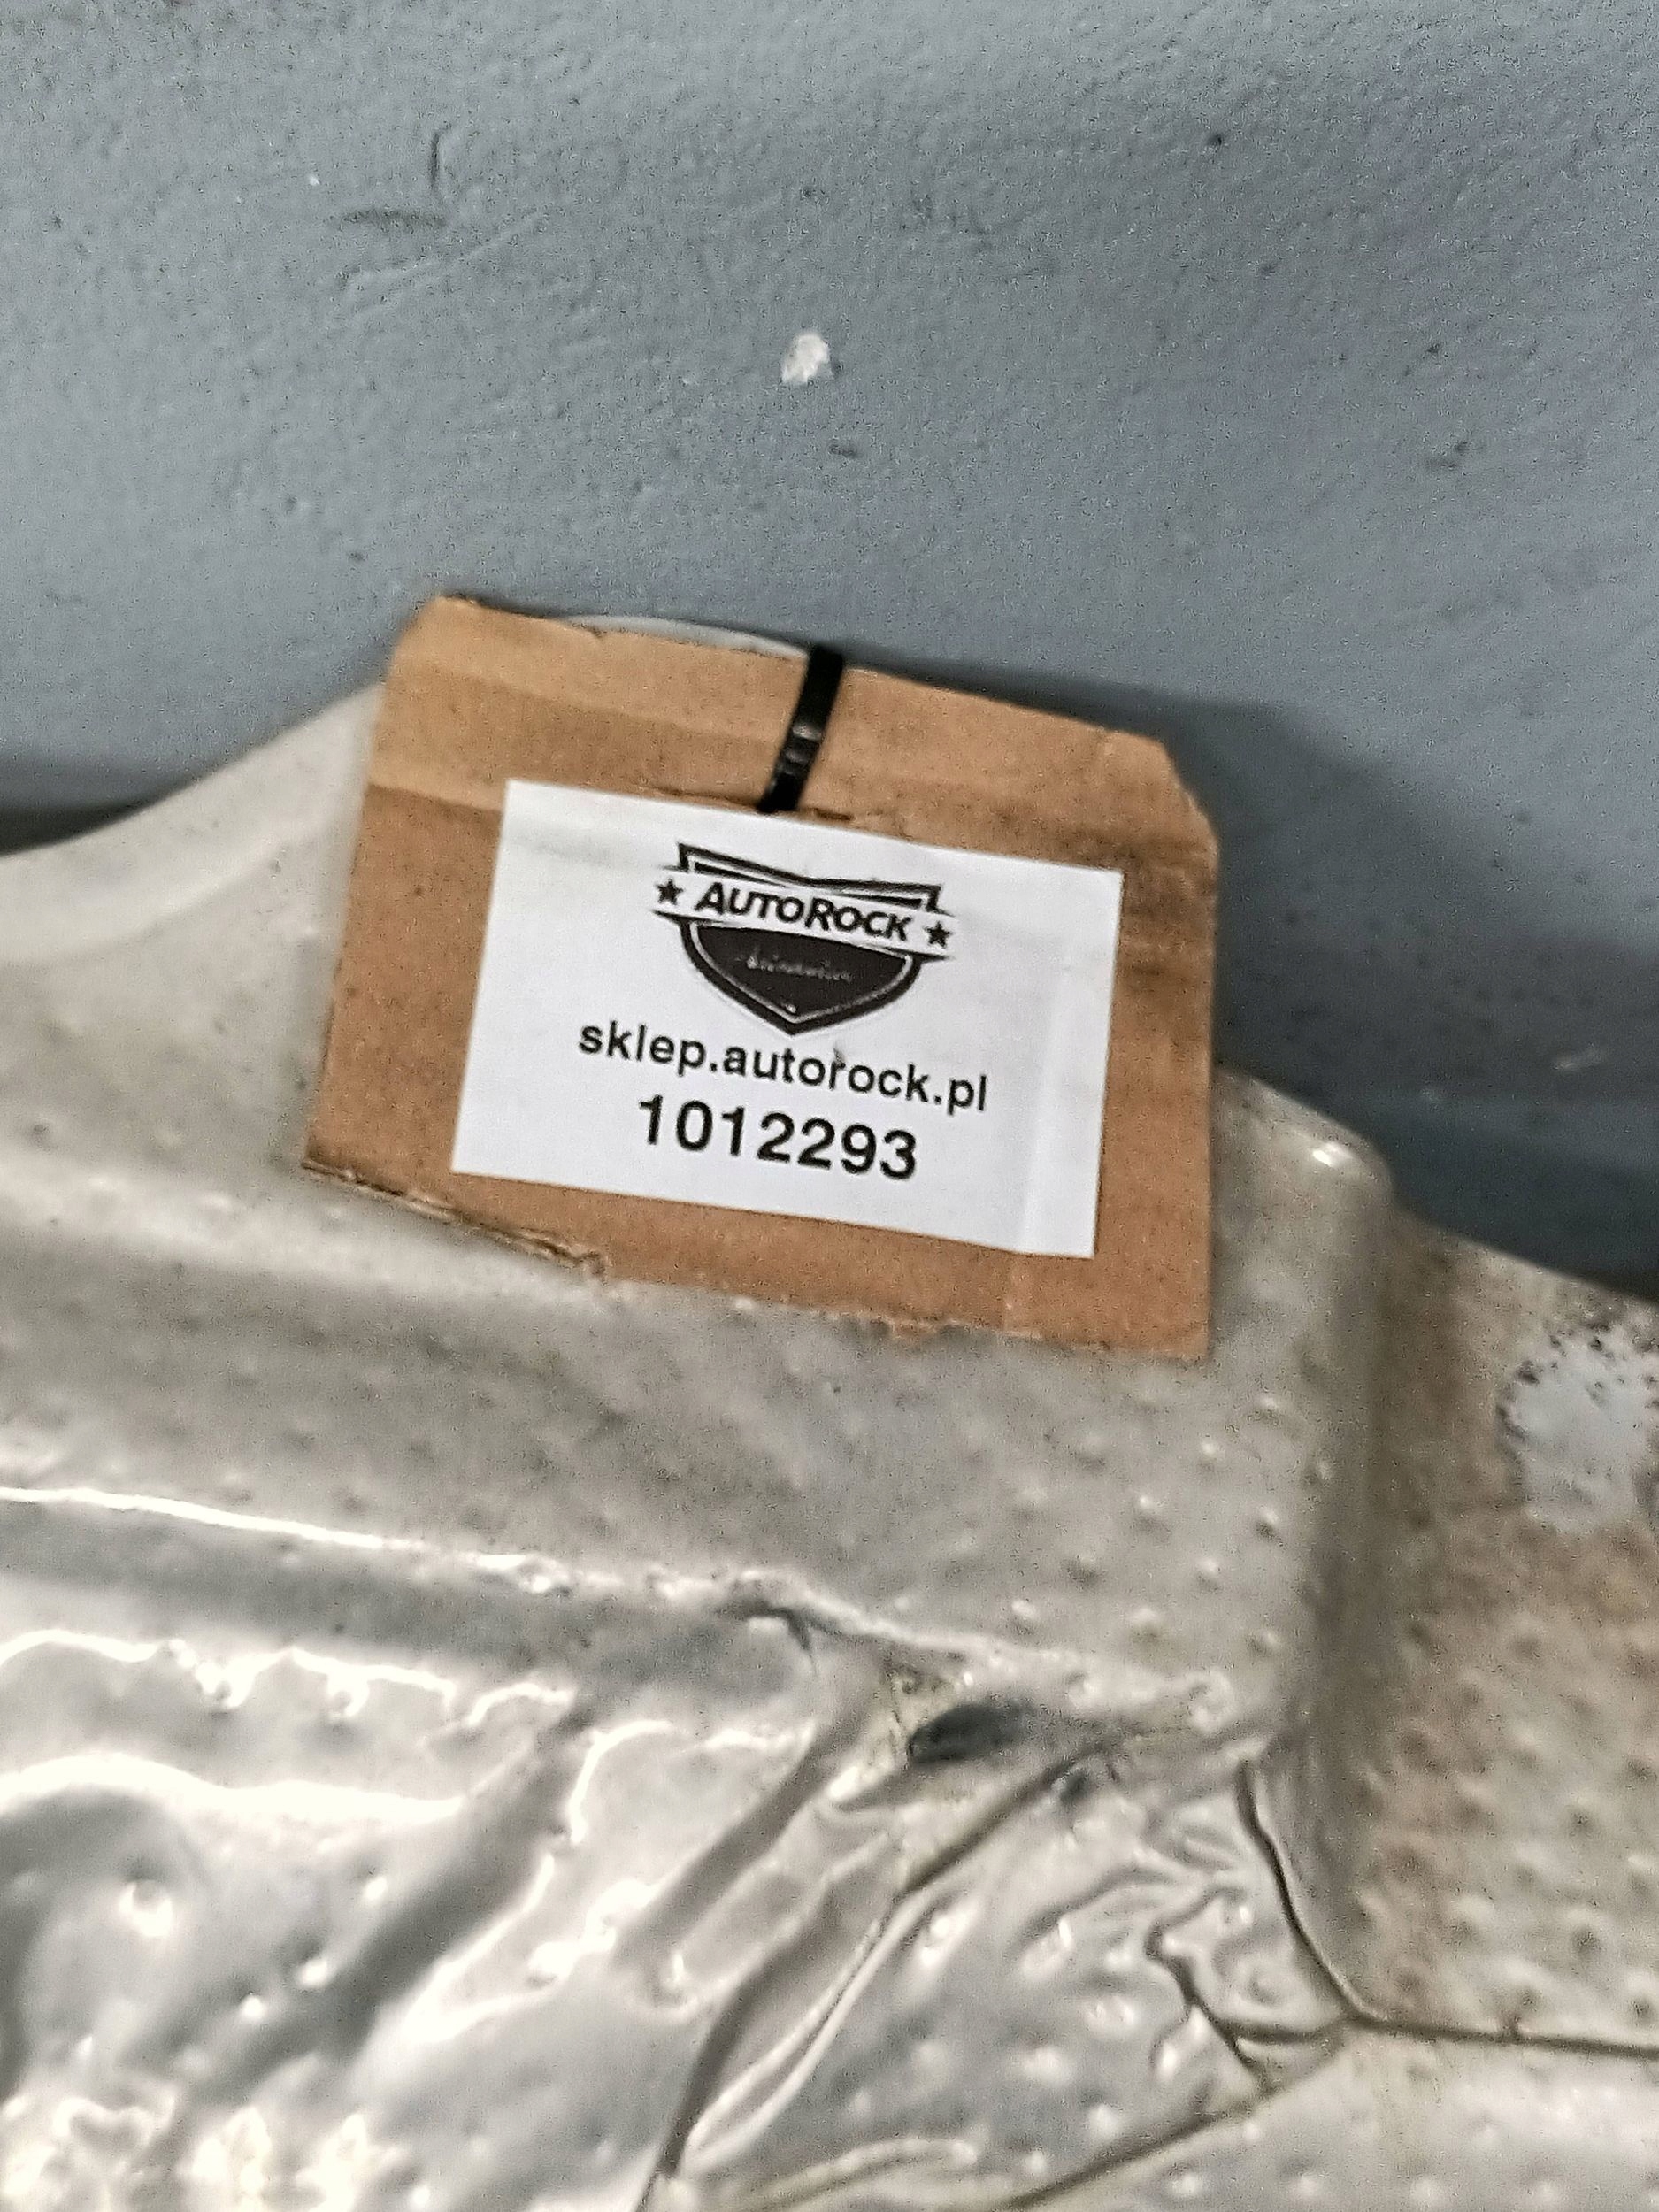 ★ AUTOROCK ★
sklep.autorock.pl
1012293